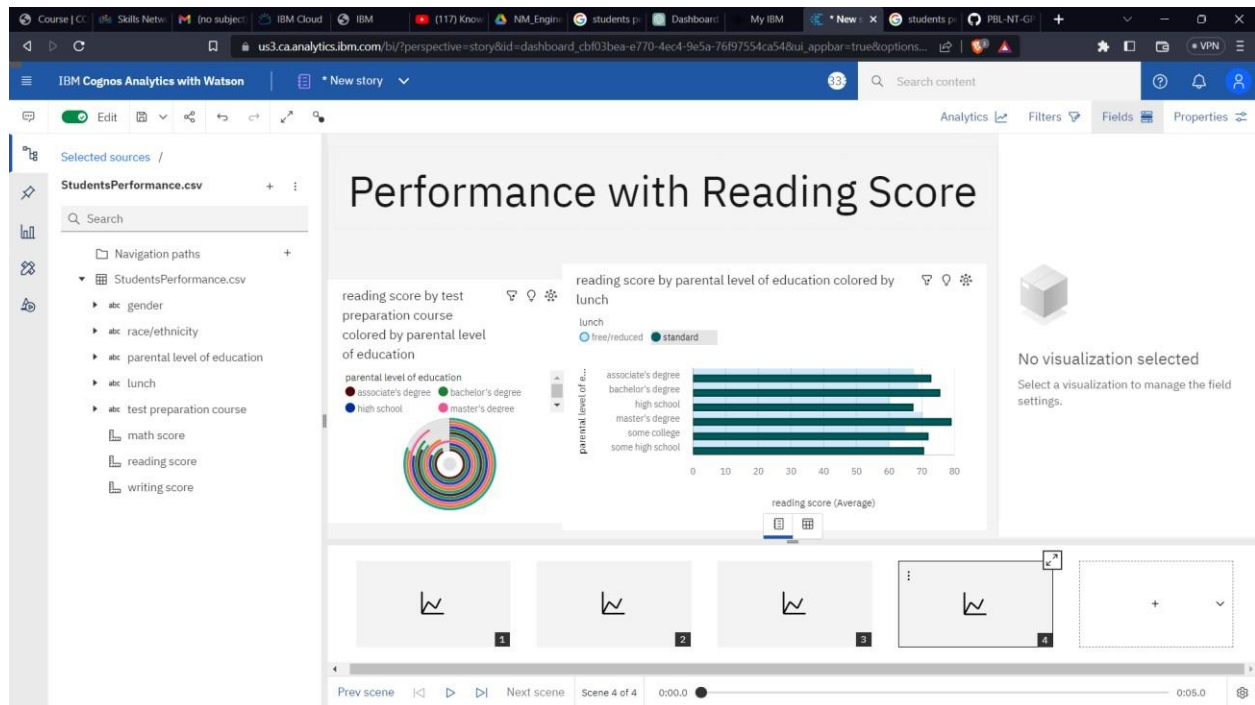 Course | CC
Skills Netw
(no subject
IBM Cloud
IBM
(117) Know
NM_Engine
students p
Dashboard
My IBM
* New s
students p
PBL-NT-GP
us3.ca.analytics.ibm.com/bi/?perspective=story&id=dashboard_cbf03bea-e770-4ec4-9e5a-76f97554ca54&ui_appbar=true&options...
VPN
IBM Cognos Analytics with Watson
* New story
Search content
Edit
Analytics
Filters
Fields
Properties
Selected sources /
StudentsPerformance.csv
Search
Navigation paths
StudentsPerformance.csv
abc gender
abc race/ethnicity
abc parental level of education
abc lunch
abc test preparation course
math score
reading score
writing score
Performance with Reading Score
reading score by test
preparation course
colored by parental level
of education
parental level of education
associate's degree bachelor's degree
high school master's degree
reading score by parental level of education colored by
lunch
lunch
free/reduced standard
parental level of e...
associate's degree
bachelor's degree
high school
master's degree
some college
some high school
0 10 20 30 40 50 60 70 80
reading score (Average)
No visualization selected
Select a visualization to manage the field
settings.
1
2
3
4
Prev scene
Next scene
Scene 4 of 4
0:00.0
0:05.0